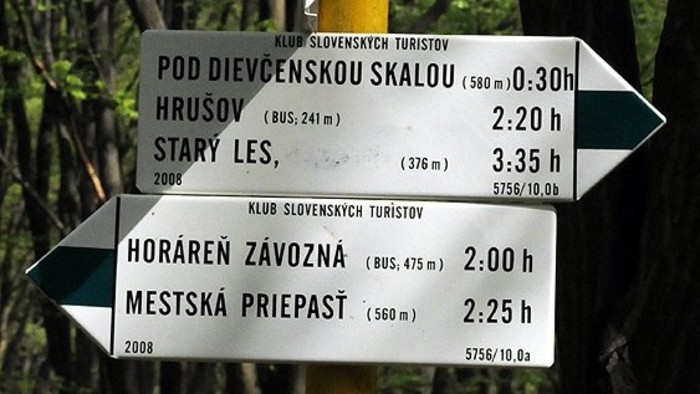 KLUB SLOVENSKÝCH TURISTOV
POD DIEVČENSKOU SKALOU (580 m) 0:30h
HRUŠOV (BUS; 241 m) 2:20 h
STARÝ LES, (376 m) 3:35 h
2008 5756/10,0b
KLUB SLOVENSKÝCH TURISTOV
HORÁREŇ ZÁVOZNÁ (BUS; 475 m) 2:00 h
MESTSKÁ PRIEPASŤ (560 m) 2:25 h
2008 5756/10,0a